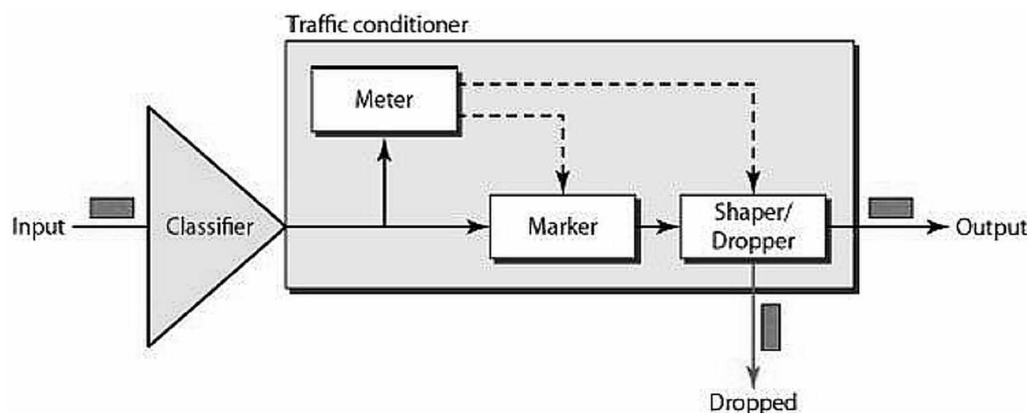 Traffic conditioner
Meter
Input
Classifier
Marker
Shaper/
Dropper
Output
Dropped